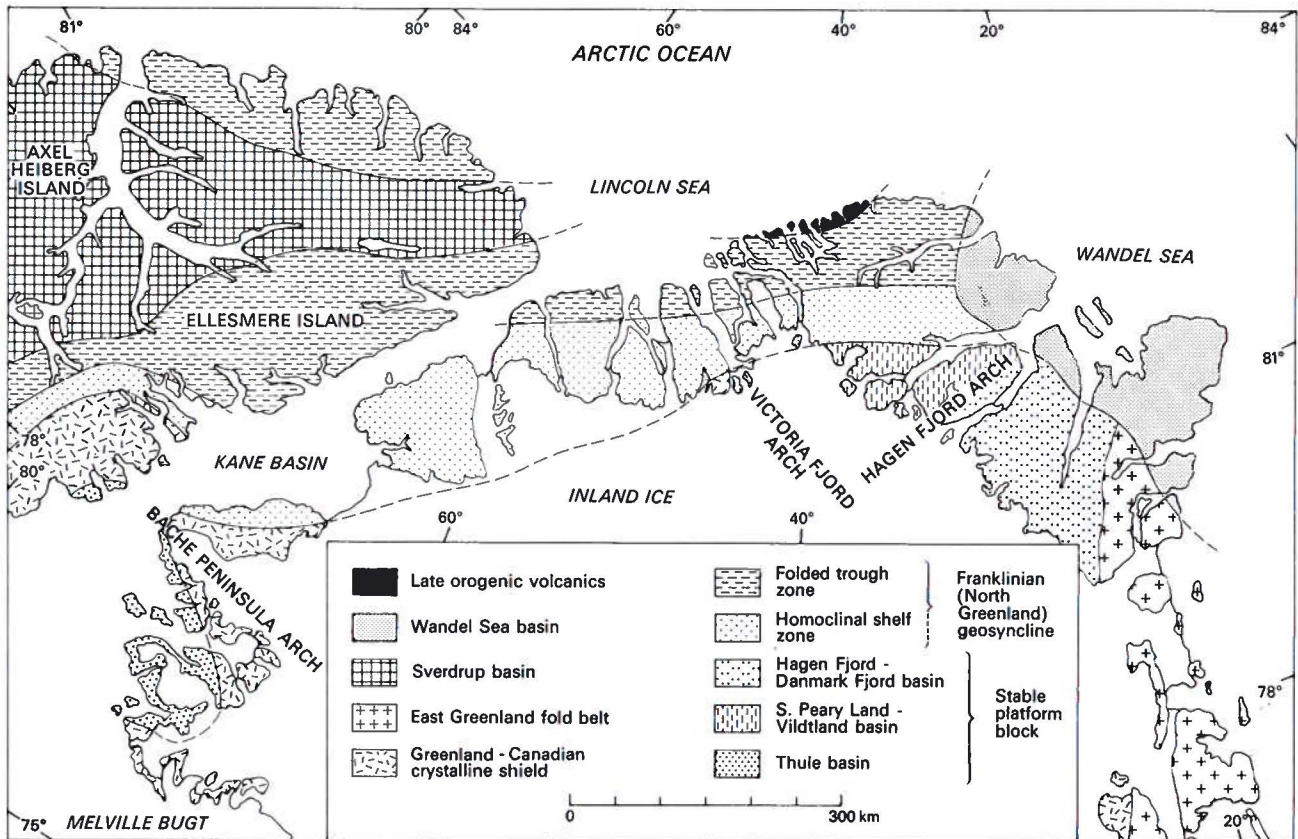 81°
80°
84°
60°
40°
20°
84°
ARCTIC OCEAN
AXEL
HEIBERG
ISLAND
LINCOLN SEA
WANDEL SEA
ELLESMERE ISLAND
81°
78°
80°
KANE BASIN
VICTORIA FJORD
ARCH
HAGEN FJORD ARCH
INLAND ICE
BACHE PENINSULA ARCH
60°
40°
Late orogenic volcanics
Wandel Sea basin
Sverdrup basin
East Greenland fold belt
Greenland - Canadian
crystalline shield
Folded trough
zone
Homoclinal shelf
zone
Franklinian
(North
Greenland)
geosyncline
Hagen Fjord -
Danmark Fjord basin
S. Peary Land -
Vildtland basin
Thule basin
Stable
platform
block
78°
0
300 km
75°
MELVILLE BUGT
20°